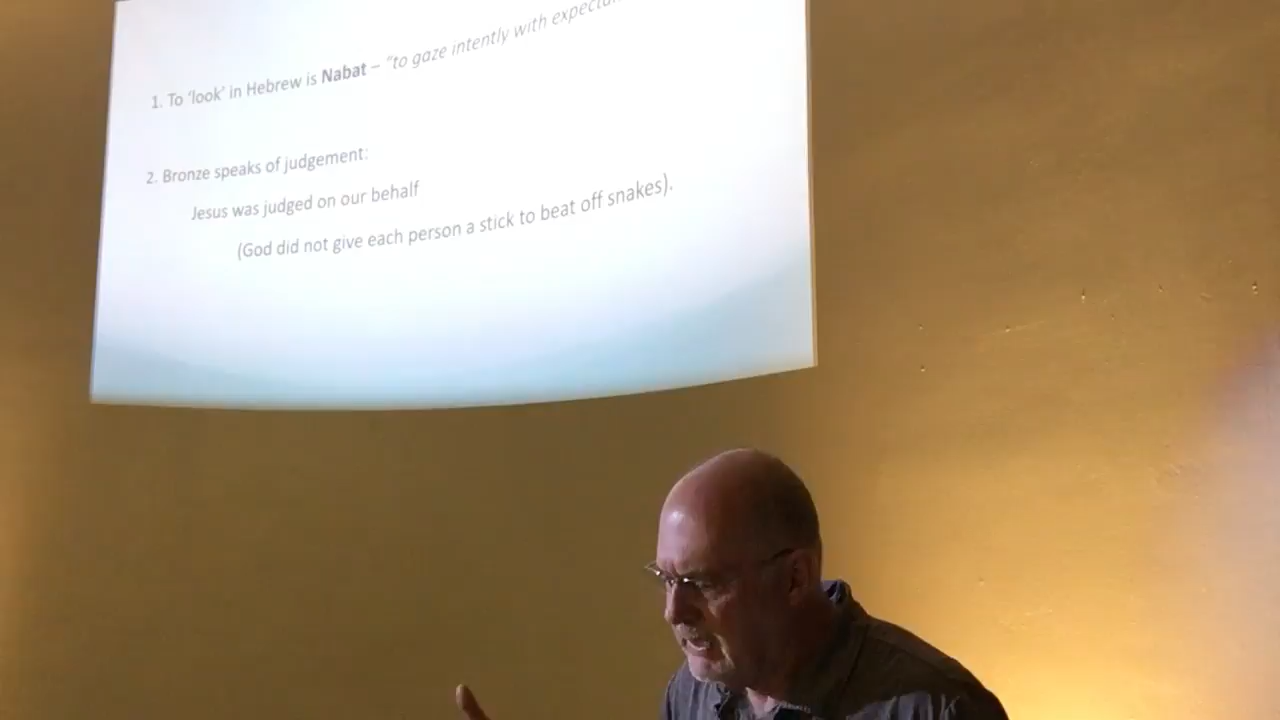 1. To ‘look’ in Hebrew is Nabat – “to gaze intently with
2. Bronze speaks of judgement:
Jesus was judged on our behalf
(God did not give each person a stick to beat off snakes).